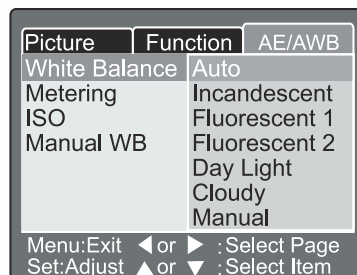 Picture Function AE/AWB
White Balance Auto
Metering Incandescent
ISO Fluorescent 1
Manual WB Fluorescent 2
Day Light
Cloudy
Manual
Menu:Exit ◀ or ▶ :Select Page
Set:Adjust ▲ or ▼ :Select Item